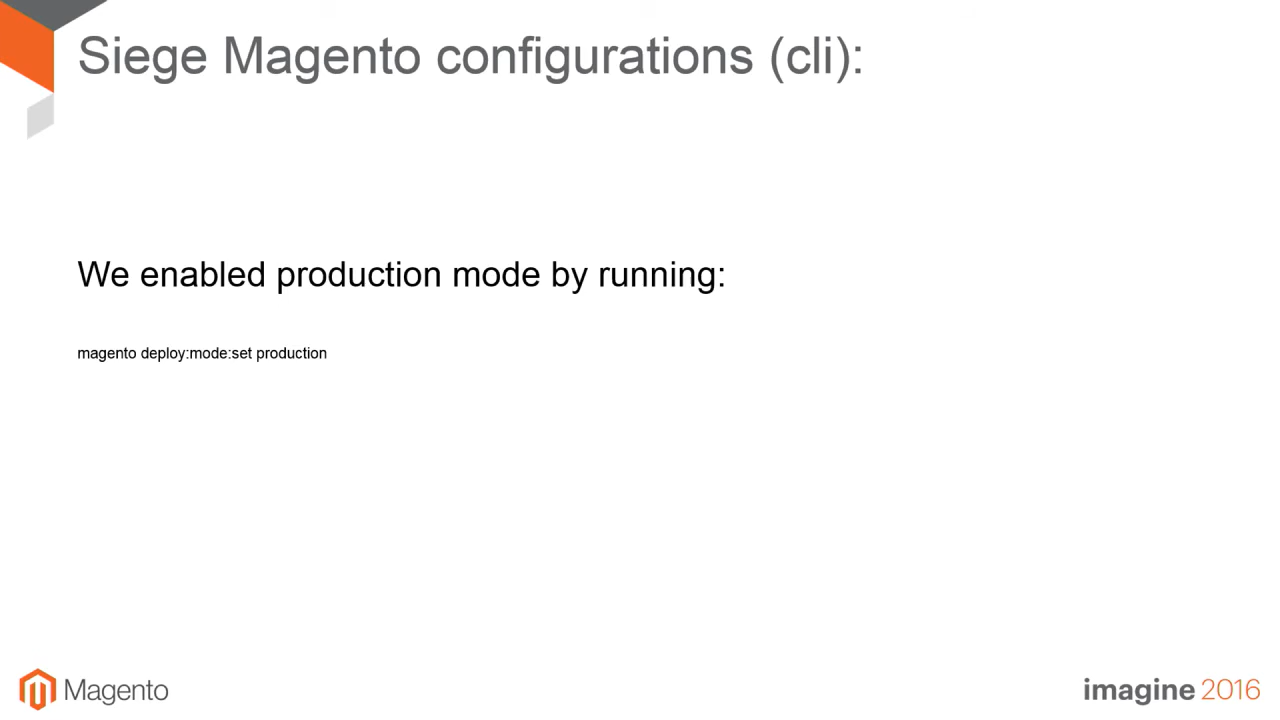 Siege Magento configurations (cli):
We enabled production mode by running:
magento deploy:mode:set production
Magento
imagine 2016